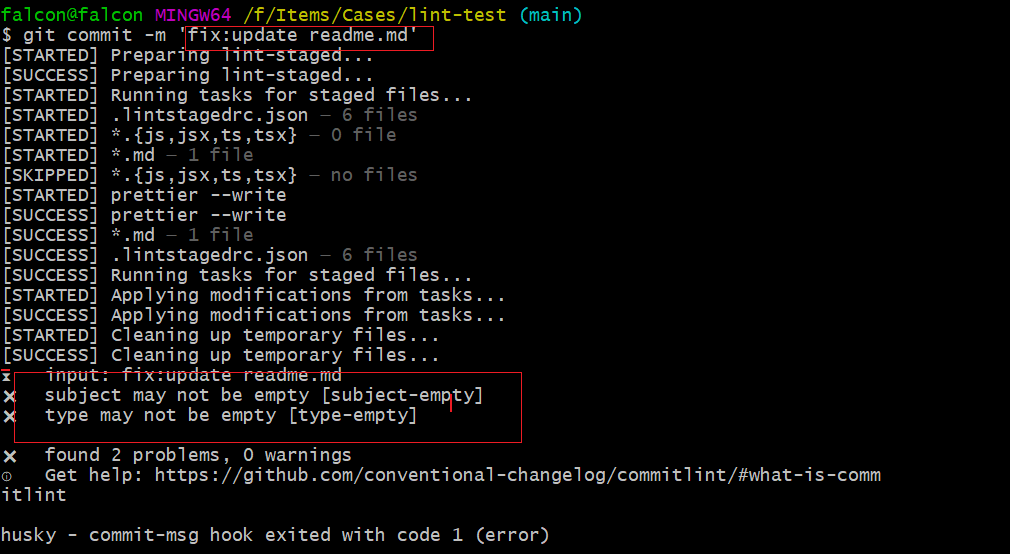 falcon@falcon MINGW64 /f/Items/Cases/lint-test (main)
$ git commit -m 'fix:update readme.md'
[STARTED] Preparing lint-staged...
[SUCCESS] Preparing lint-staged...
[STARTED] Running tasks for staged files...
[STARTED] .lintstagedrc.json — 6 files
[STARTED] *.{js,jsx,ts,tsx} — 0 file
[STARTED] *.md — 1 file
[SKIPPED] *.{js,jsx,ts,tsx} — no files
[STARTED] prettier --write
[SUCCESS] prettier --write
[SUCCESS] *.md — 1 file
[SUCCESS] .lintstagedrc.json — 6 files
[SUCCESS] Running tasks for staged files...
[STARTED] Applying modifications from tasks...
[SUCCESS] Applying modifications from tasks...
[STARTED] Cleaning up temporary files...
[SUCCESS] Cleaning up temporary files...
⧗ input: fix:update readme.md
✖ subject may not be empty [subject-empty]
✖ type may not be empty [type-empty]
✖ found 2 problems, 0 warnings
ⓘ Get help: https://github.com/conventional-changelog/commitlint/#what-is-comm
itlint
husky - commit-msg hook exited with code 1 (error)